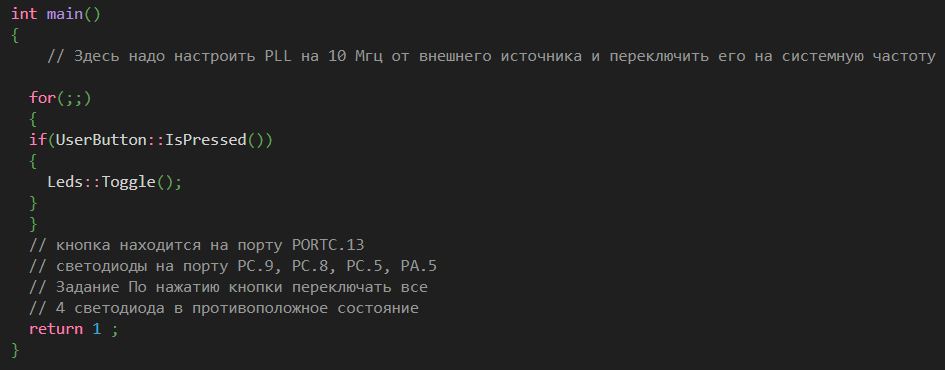 int main()
{
// Здесь надо настроить PLL на 10 Мгц от внешнего источника и переключить его на системную частоту
for(;;)
{
if(UserButton::IsPressed())
{
Leds::Toggle();
}
}
// кнопка находится на порту PORTC.13
// светодиоды на порту PC.9, PC.8, PC.5, PA.5
// Задание По нажатию кнопки переключать все
// 4 светодиода в противоположное состояние
return 1 ;
}